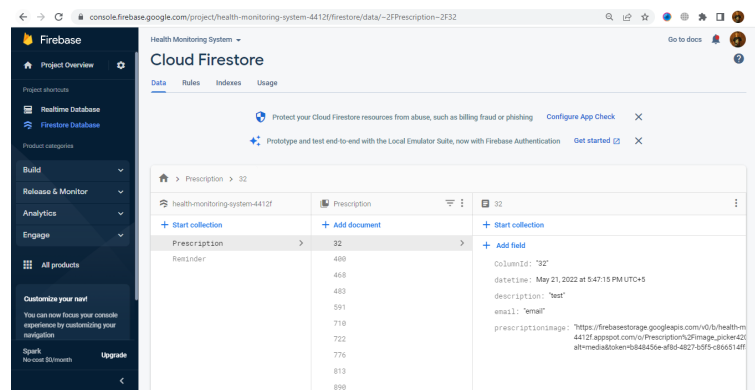 console.firebase.google.com/project/health-monitoring-system-4412f/firestore/data/~2FPrescription~2F32
Firebase
Project Overview
Project shortcuts
Realtime Database
Firestore Database
Product categories
Build
Release & Monitor
Analytics
Engage
All products
Customize your nav!
You can now focus your console
experience by customizing your
navigation
Spark
No-cost $0/month
Upgrade
Health Monitoring System
Go to docs
Cloud Firestore
Data Rules Indexes Usage
Protect your Cloud Firestore resources from abuse, such as billing fraud or phishing Configure App Check
Prototype and test end-to-end with the Local Emulator Suite, now with Firebase Authentication Get started
Prescription > 32
health-monitoring-system-4412f
+ Start collection
Prescription
Reminder
Prescription
+ Add document
32
400
468
483
591
710
722
776
813
890
32
+ Start collection
+ Add field
ColumnId: "32"
datetime: May 21, 2022 at 5:47:15 PM UTC+5
description: "test"
email: "email"
prescriptionimage: "https://firebasestorage.googleapis.com/v0/b/health-m
4412f.appspot.com/o/Prescription%2Fimage_picker420
alt=media&token=b848456e-af8d-4827-b5f5-c866514ff